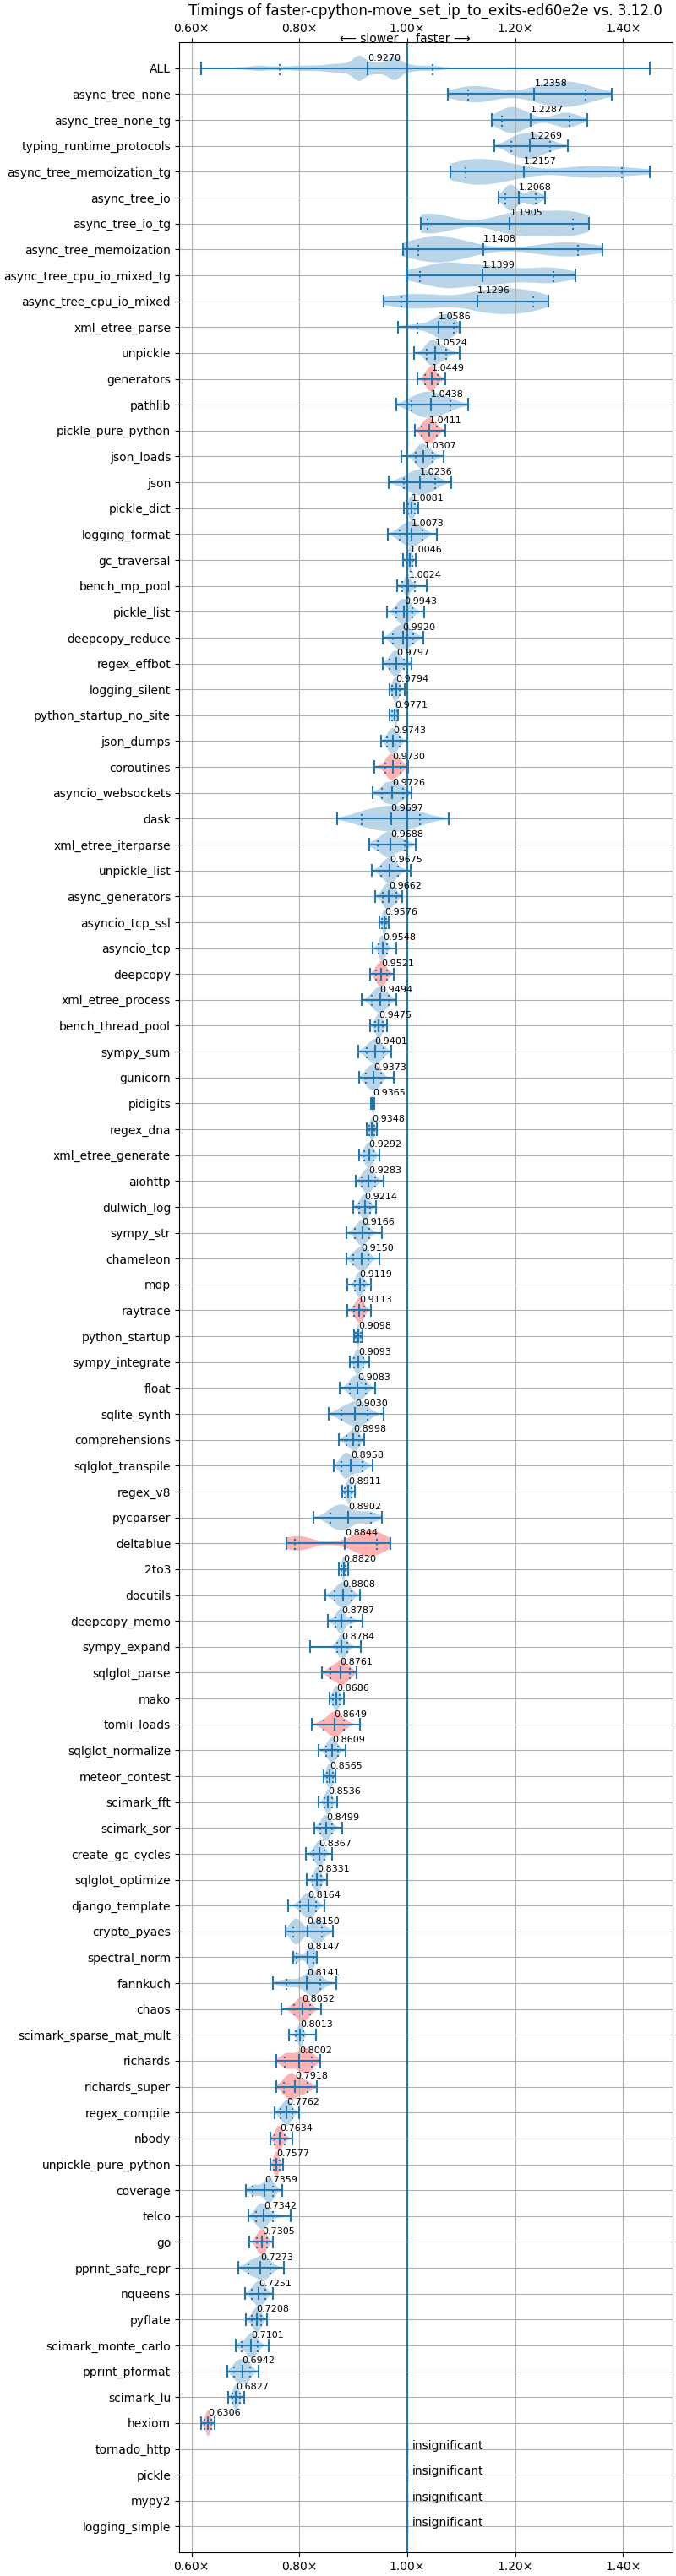 Timings of faster-cpython-move_set_ip_to_exits-ed60e2e vs. 3.12.0
0.60× 0.80× 1.00× 1.20× 1.40×
⟵ slower faster ⟶
ALL 0.9270
async_tree_none 1.2358
async_tree_none_tg 1.2287
typing_runtime_protocols 1.2269
async_tree_memoization_tg 1.2157
async_tree_io 1.2068
async_tree_io_tg 1.1905
async_tree_memoization 1.1408
async_tree_cpu_io_mixed_tg 1.1399
async_tree_cpu_io_mixed 1.1296
xml_etree_parse 1.0586
unpickle 1.0524
generators 1.0449
pathlib 1.0438
pickle_pure_python 1.0411
json_loads 1.0307
json 1.0236
pickle_dict 1.0081
logging_format 1.0073
gc_traversal 1.0046
bench_mp_pool 1.0024
pickle_list 0.9943
deepcopy_reduce 0.9920
regex_effbot 0.9797
logging_silent 0.9794
python_startup_no_site 0.9771
json_dumps 0.9743
coroutines 0.9730
asyncio_websockets 0.9726
dask 0.9697
xml_etree_iterparse 0.9688
unpickle_list 0.9675
async_generators 0.9662
asyncio_tcp_ssl 0.9576
asyncio_tcp 0.9548
deepcopy 0.9521
xml_etree_process 0.9494
bench_thread_pool 0.9475
sympy_sum 0.9401
gunicorn 0.9373
pidigits 0.9365
regex_dna 0.9348
xml_etree_generate 0.9292
aiohttp 0.9283
dulwich_log 0.9214
sympy_str 0.9166
chameleon 0.9150
mdp 0.9119
raytrace 0.9113
python_startup 0.9098
sympy_integrate 0.9093
float 0.9083
sqlite_synth 0.9030
comprehensions 0.8998
sqlglot_transpile 0.8958
regex_v8 0.8911
pycparser 0.8902
deltablue 0.8844
2to3 0.8820
docutils 0.8808
deepcopy_memo 0.8787
sympy_expand 0.8784
sqlglot_parse 0.8761
mako 0.8686
tomli_loads 0.8649
sqlglot_normalize 0.8609
meteor_contest 0.8565
scimark_fft 0.8536
scimark_sor 0.8499
create_gc_cycles 0.8367
sqlglot_optimize 0.8331
django_template 0.8164
crypto_pyaes 0.8150
spectral_norm 0.8147
fannkuch 0.8141
chaos 0.8052
scimark_sparse_mat_mult 0.8013
richards 0.8002
richards_super 0.7918
regex_compile 0.7762
nbody 0.7634
unpickle_pure_python 0.7577
coverage 0.7359
telco 0.7342
go 0.7305
pprint_safe_repr 0.7273
nqueens 0.7251
pyflate 0.7208
scimark_monte_carlo 0.7101
pprint_pformat 0.6942
scimark_lu 0.6827
hexiom 0.6306
tornado_http insignificant
pickle insignificant
mypy2 insignificant
logging_simple insignificant
0.60× 0.80× 1.00× 1.20× 1.40×